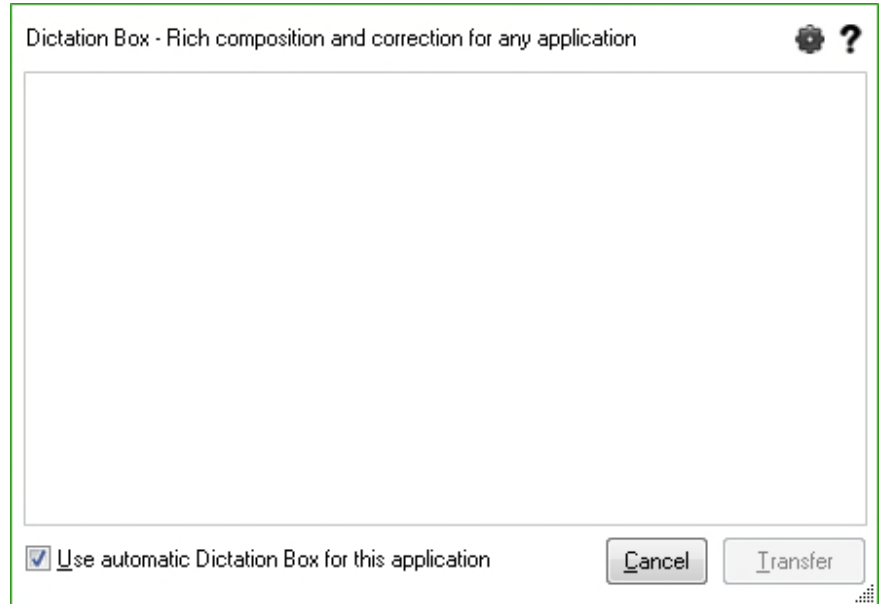 Dictation Box - Rich composition and correction for any application ?
Use automatic Dictation Box for this application Cancel Transfer